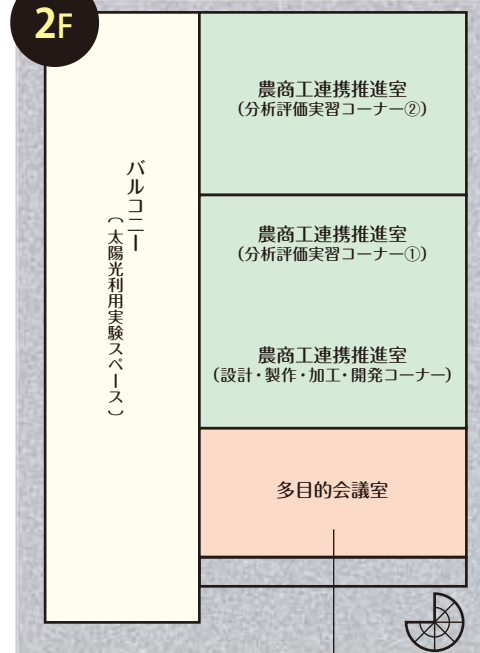 2F
農商工連携推進室
(分析評価実習コーナー②)
バルコニー
(太陽光利用実験スペース)
農商工連携推進室
(分析評価実習コーナー①)
農商工連携推進室
(設計・製作・加工・開発コーナー)
多目的会議室